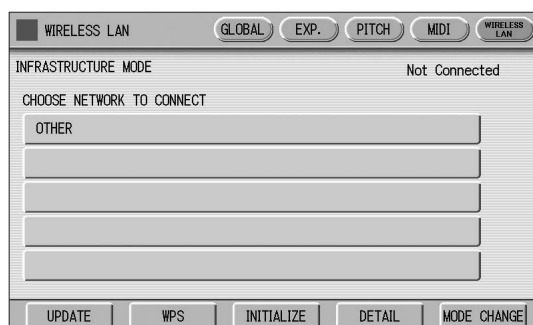 WIRELESS LAN GLOBAL EXP. PITCH MIDI WIRELESS LAN
INFRASTRUCTURE MODE Not Connected
CHOOSE NETWORK TO CONNECT
OTHER
UPDATE WPS INITIALIZE DETAIL MODE CHANGE